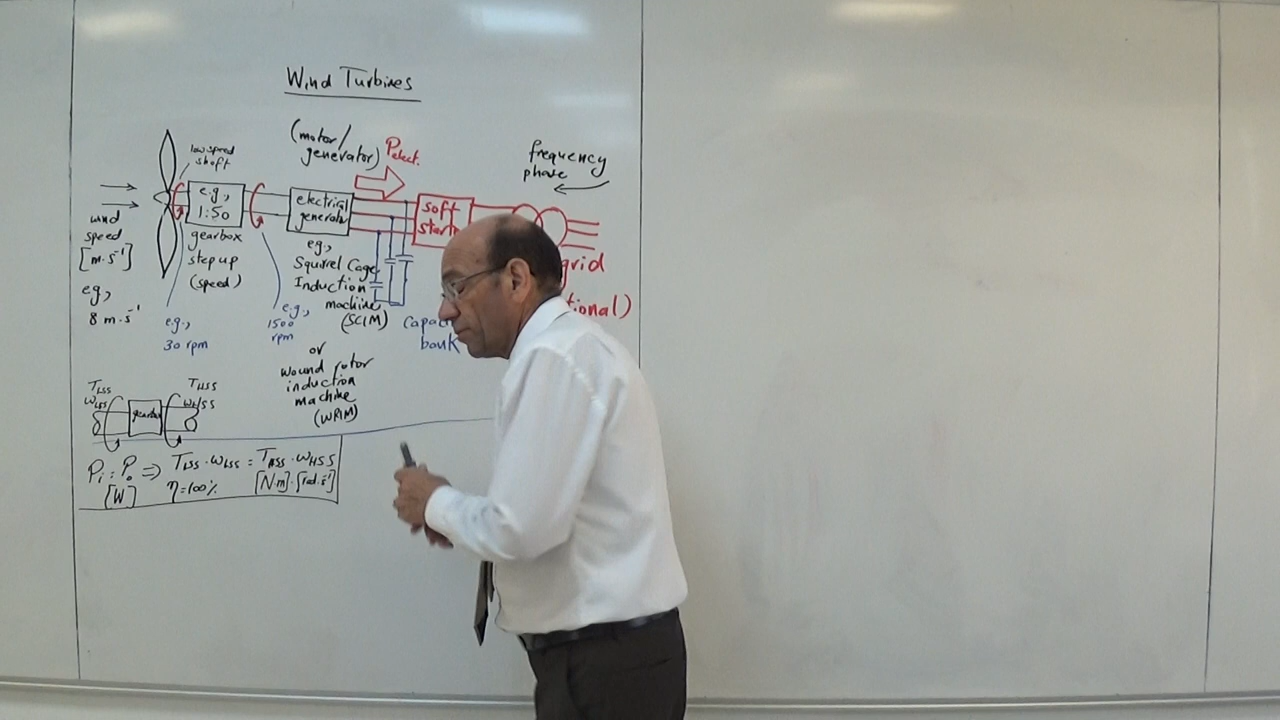 Wind Turbines
(motor/
generator)
Pelect.
frequency
phase
low speed
shaft
e.g.,
1:50
electrical
generator
soft
start
wind
speed
[m·s⁻¹]
eg,
8 m·s⁻¹
gearbox
step up
(speed)
eg.,
Squirrel Cage
Induction
machine
(SCIM)
or
wound rotor
induction
machine
(WRIM)
grid
e.g.,
30 rpm
e.g.,
1500
rpm
bank
TLSS
ωLSS
gearbox
THSS
ωHSS
Pi = Po ⇒ TLSS·ωLSS = THSS·ωHSS
[W] η=100% [N·m]·[rad·s⁻¹]